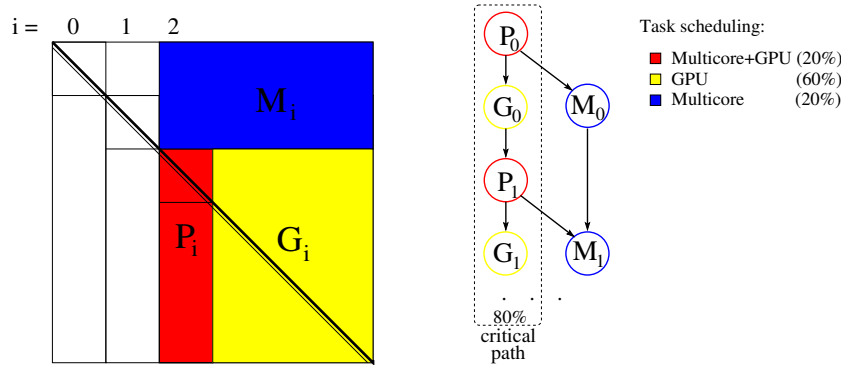 i = 0 1 2
M_i
P_i
G_i
P_0
G_0
M_0
P_1
G_1
M_1
. . .
80%
critical
path
Task scheduling:
Multicore+GPU (20%)
GPU (60%)
Multicore (20%)